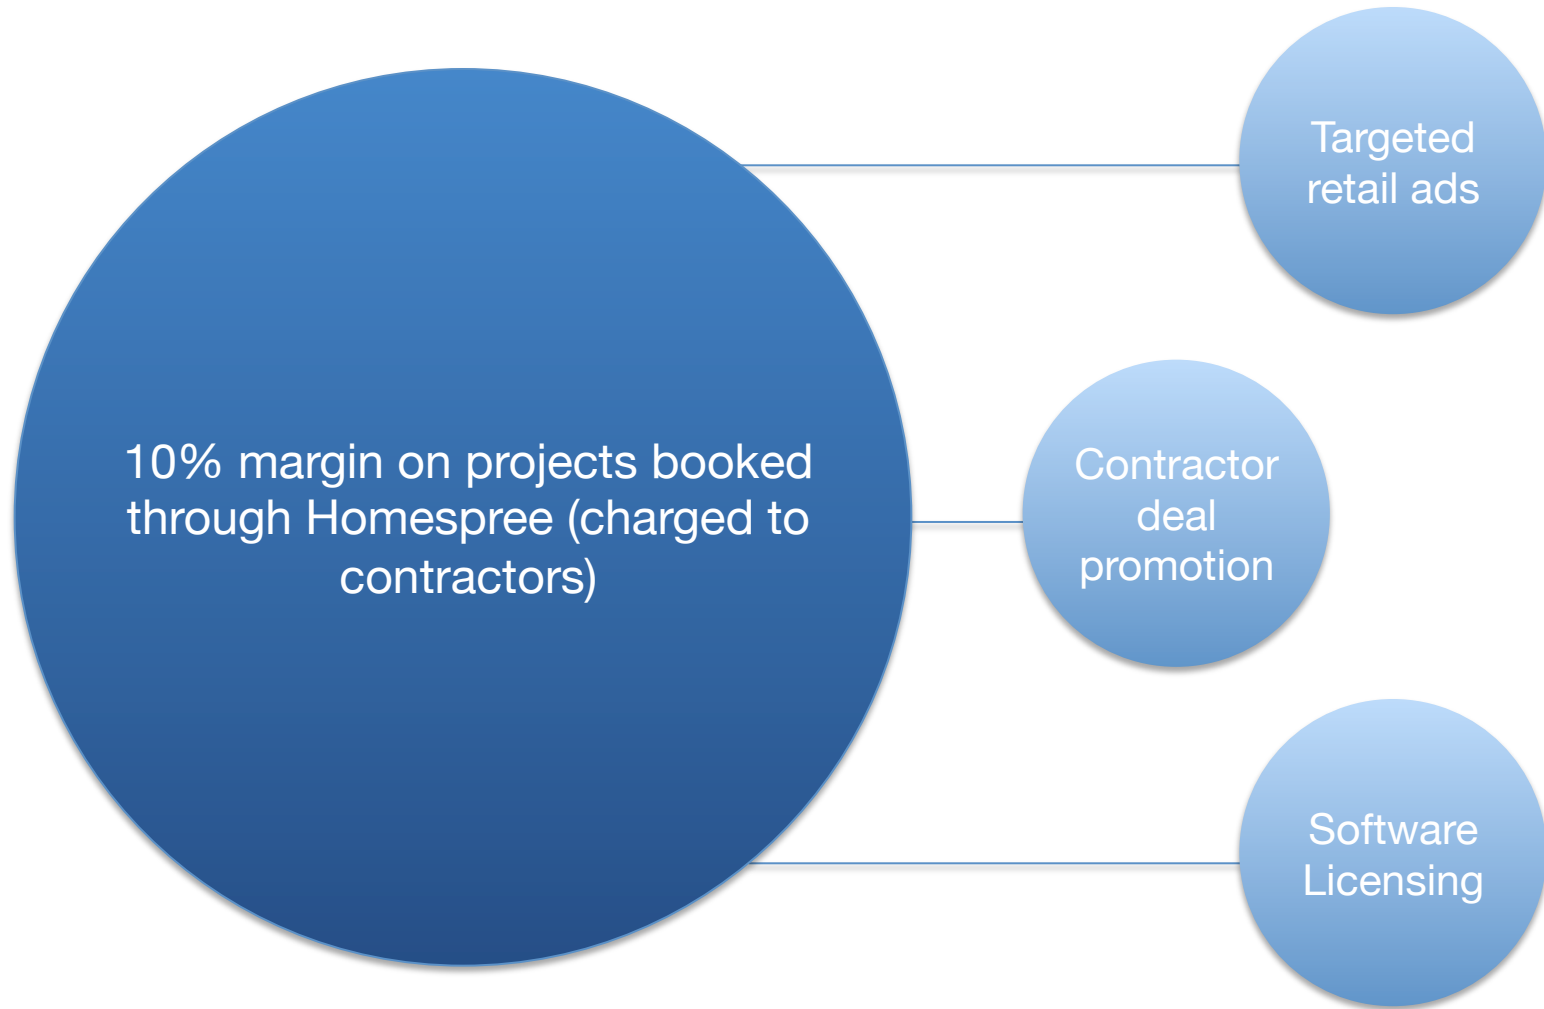 10% margin on projects booked
through Homespree (charged to
contractors)
Targeted
retail ads
Contractor
deal
promotion
Software
Licensing